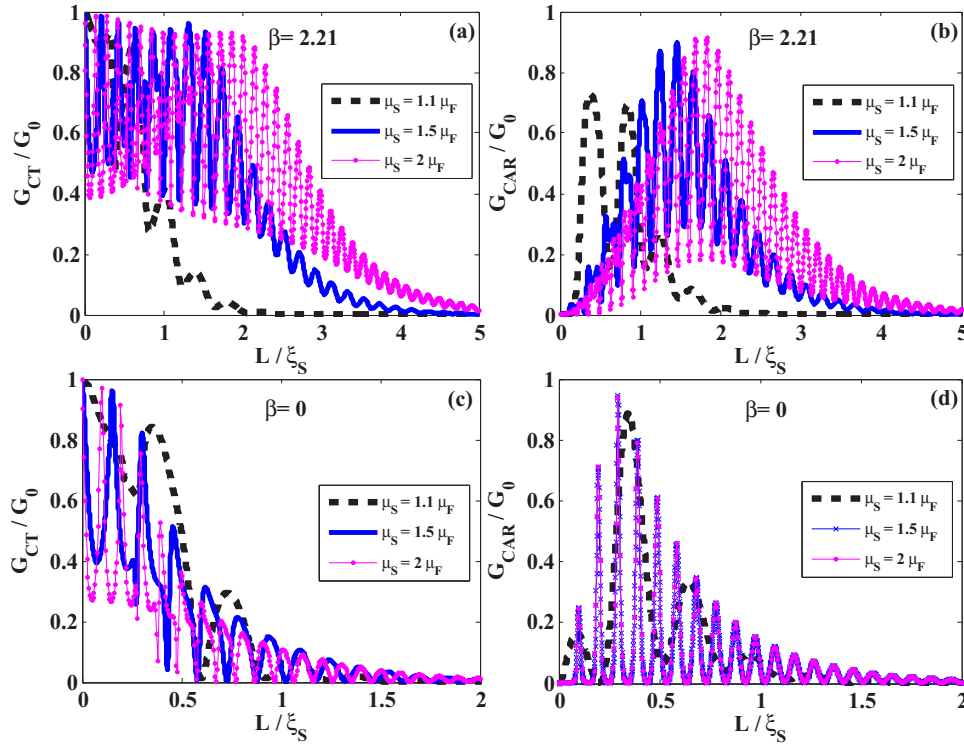 (a)
β= 2.21
μS = 1.1 μF
μS = 1.5 μF
μS = 2 μF
GCT / G0
1
0.8
0.6
0.4
0.2
0
0 1 2 3 4 5
L / ξS
(b)
β= 2.21
μS = 1.1 μF
μS = 1.5 μF
μS = 2 μF
GCAR / G0
1
0.8
0.6
0.4
0.2
0
0 1 2 3 4 5
L / ξS
(c)
β= 0
μS = 1.1 μF
μS = 1.5 μF
μS = 2 μF
GCT / G0
1
0.8
0.6
0.4
0.2
0
0 0.5 1 1.5 2
L / ξS
(d)
β= 0
μS = 1.1 μF
μS = 1.5 μF
μS = 2 μF
GCAR / G0
1
0.8
0.6
0.4
0.2
0
0 0.5 1 1.5 2
L / ξS